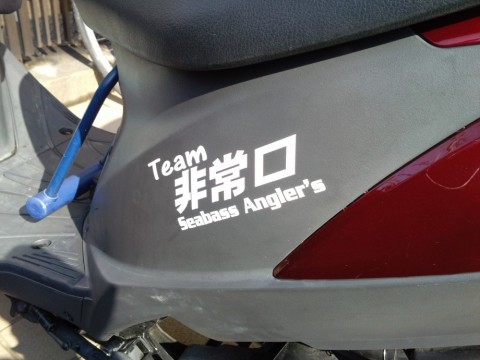 Team
非常口
Seabass Angler's